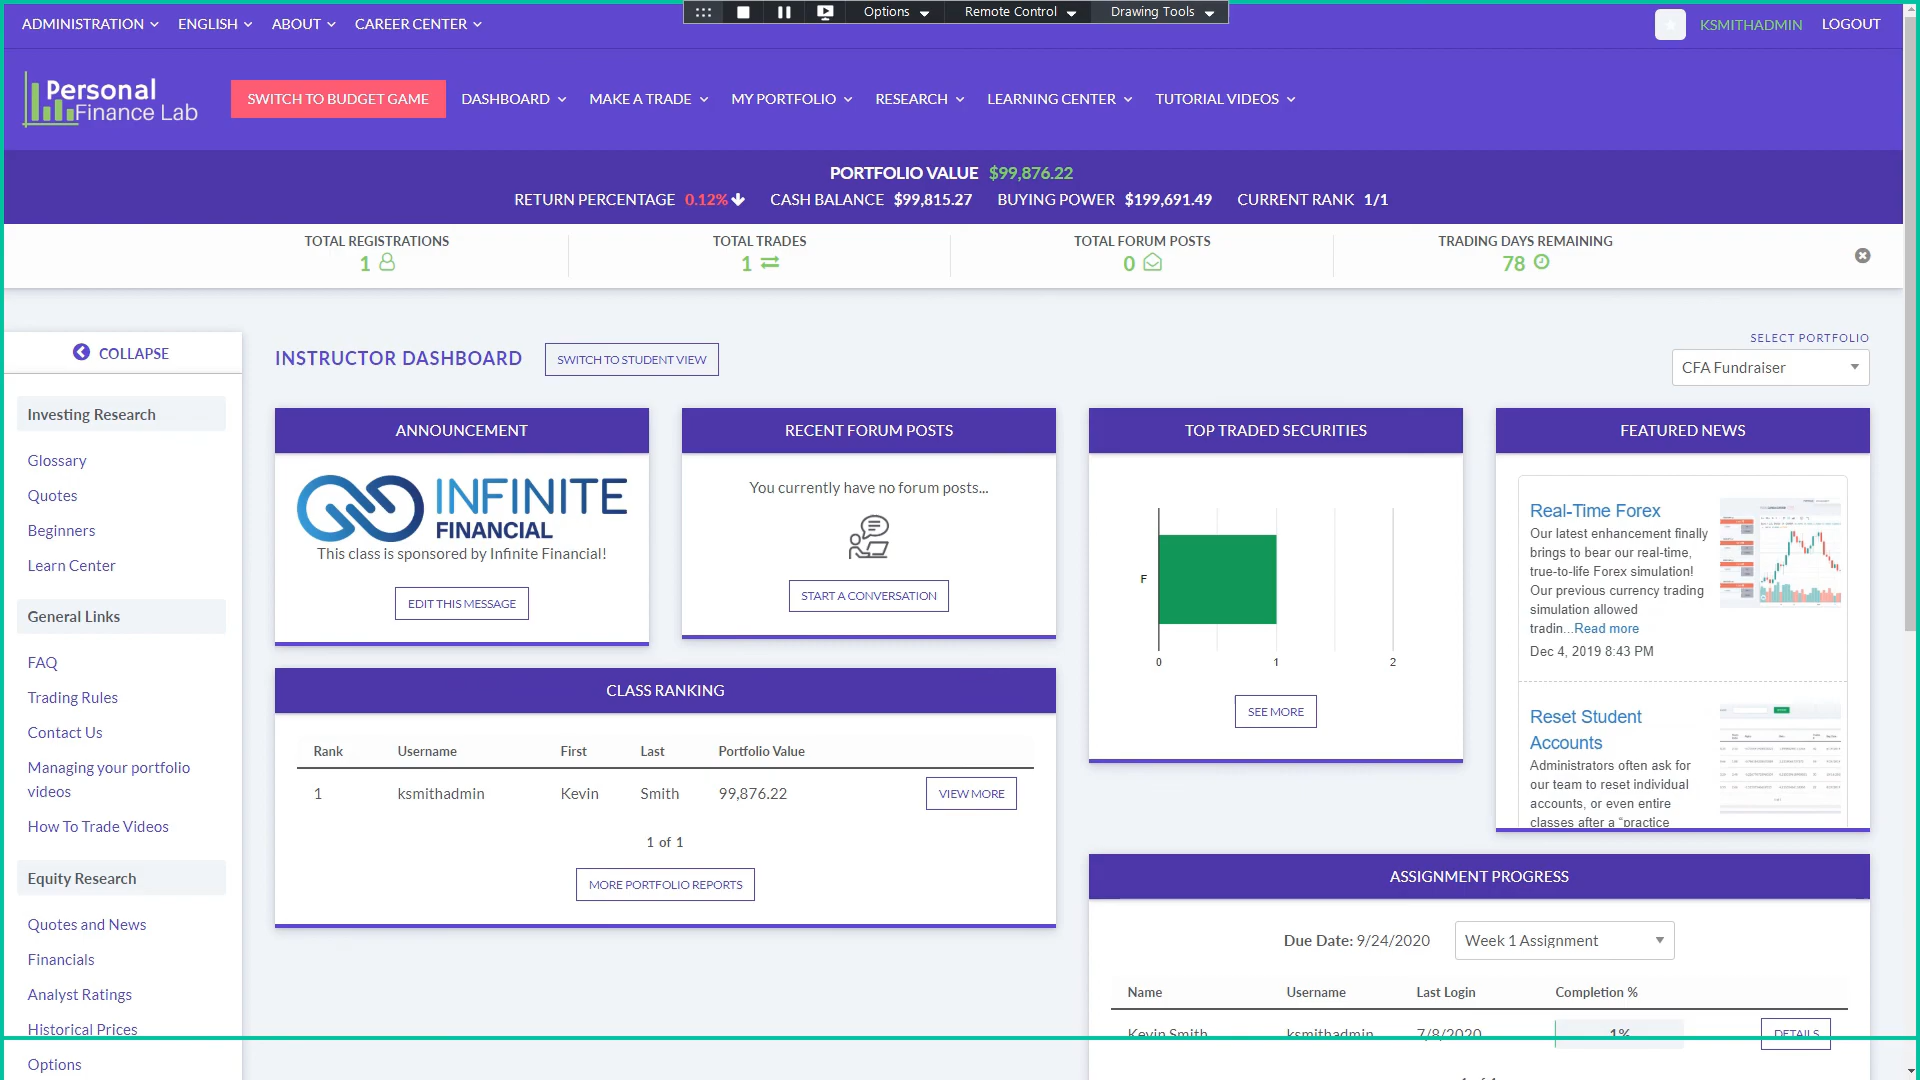 Options
Remote Control
Drawing Tools
ADMINISTRATION
ENGLISH
ABOUT
CAREER CENTER
KSMITHADMIN
LOGOUT
Personal
Finance Lab
SWITCH TO BUDGET GAME
DASHBOARD
MAKE A TRADE
MY PORTFOLIO
RESEARCH
LEARNING CENTER
TUTORIAL VIDEOS
PORTFOLIO VALUE $99,876.22
RETURN PERCENTAGE 0.12% CASH BALANCE $99,815.27 BUYING POWER $199,691.49 CURRENT RANK 1/1
TOTAL REGISTRATIONS
1
TOTAL TRADES
1
TOTAL FORUM POSTS
0
TRADING DAYS REMAINING
78
COLLAPSE
Investing Research
Glossary
Quotes
Beginners
Learn Center
General Links
FAQ
Trading Rules
Contact Us
Managing your portfolio
videos
How To Trade Videos
Equity Research
Quotes and News
Financials
Analyst Ratings
Historical Prices
Options
INSTRUCTOR DASHBOARD
SWITCH TO STUDENT VIEW
SELECT PORTFOLIO
CFA Fundraiser
ANNOUNCEMENT
INFINITE
FINANCIAL
This class is sponsored by Infinite Financial!
EDIT THIS MESSAGE
RECENT FORUM POSTS
You currently have no forum posts...
START A CONVERSATION
TOP TRADED SECURITIES
F
0 1 2
SEE MORE
FEATURED NEWS
Real-Time Forex
Our latest enhancement finally
brings to bear our real-time,
true-to-life Forex simulation!
Our previous currency trading
simulation allowed
tradin...Read more
Dec 4, 2019 8:43 PM
Reset Student
Accounts
Administrators often ask for
our team to reset individual
accounts, or even entire
classes after a “practice
CLASS RANKING
Rank Username First Last Portfolio Value
1 ksmithadmin Kevin Smith 99,876.22 VIEW MORE
1 of 1
MORE PORTFOLIO REPORTS
ASSIGNMENT PROGRESS
Due Date: 9/24/2020 Week 1 Assignment
Name Username Last Login Completion %
Kevin Smith ksmithadmin 7/8/2020 1% DETAILS